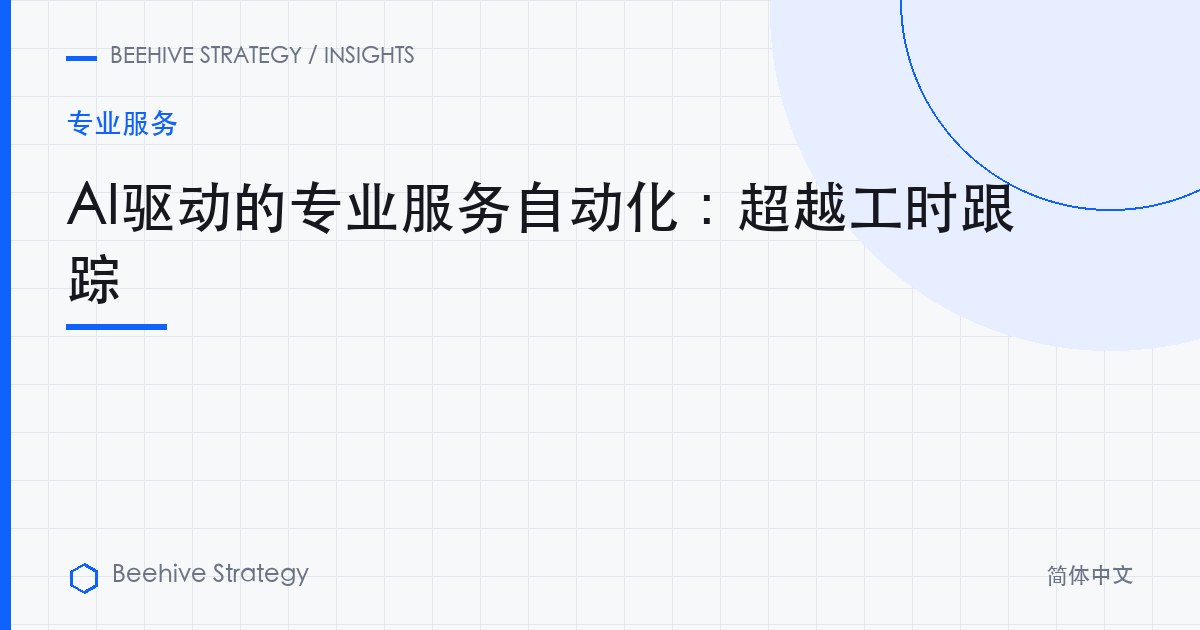 BEEHIVE STRATEGY / INSIGHTS
专业服务
AI驱动的专业服务自动化：超越工时跟
踪
Beehive Strategy
简体中文